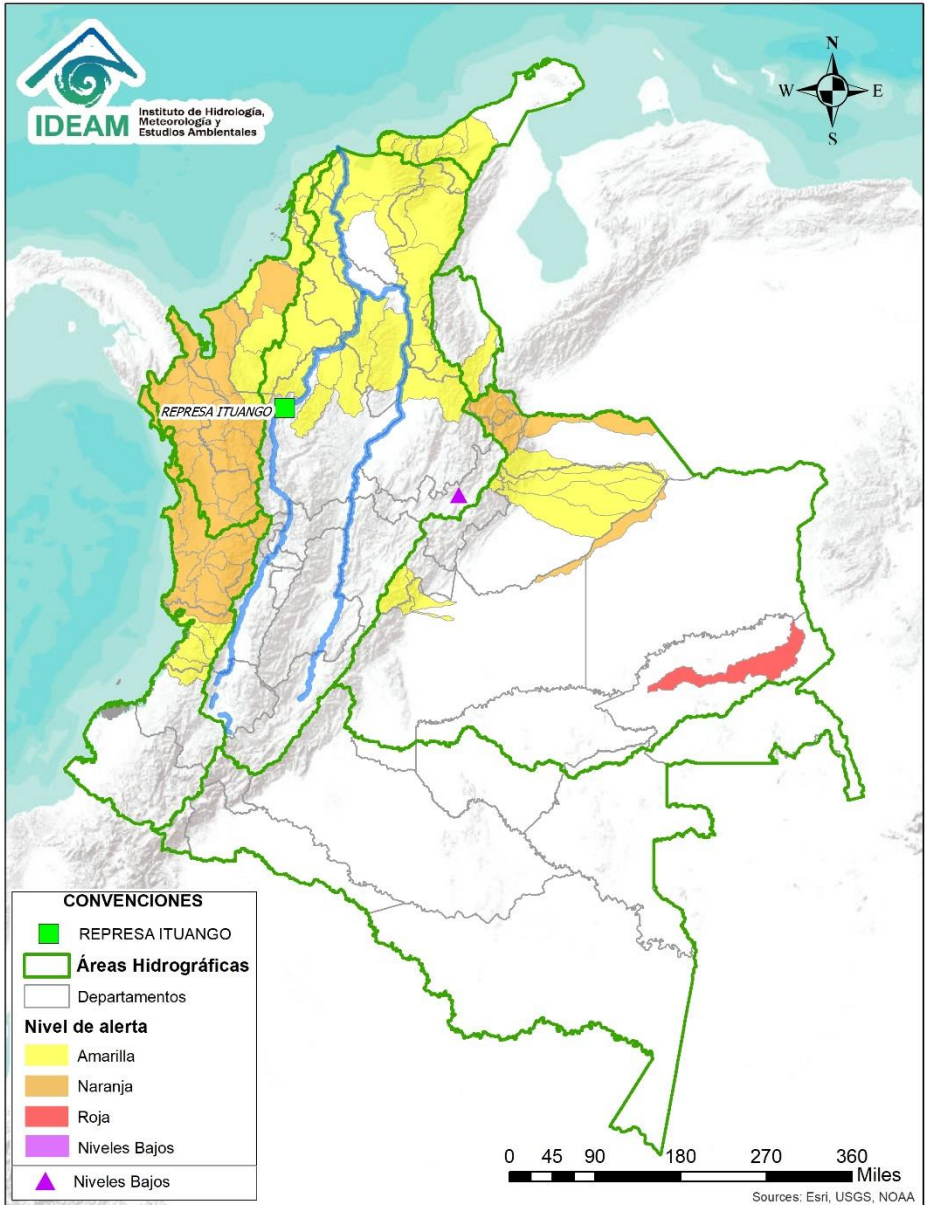 IDEAM
Instituto de Hidrología,
Meteorología y
Estudios Ambientales
N
W E
S
REPRESA ITUANGO
CONVENCIONES
REPRESA ITUANGO
Áreas Hidrográficas
Departamentos
Nivel de alerta
Amarilla
Naranja
Roja
Niveles Bajos
Niveles Bajos
0 45 90 180 270 360
Miles
Sources: Esri, USGS, NOAA